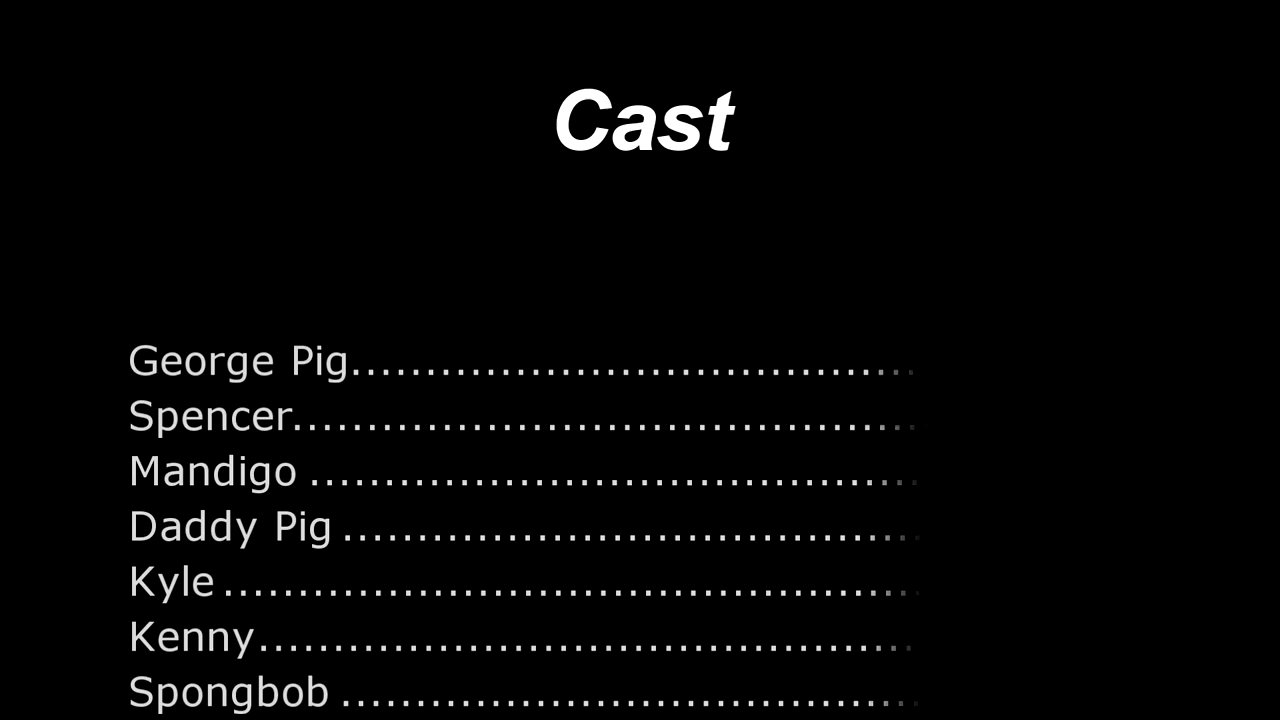 Cast
George Pig......................................
Spencer..........................................
Mandigo .........................................
Daddy Pig .......................................
Kyle ...............................................
Kenny............................................
Spongbob .......................................